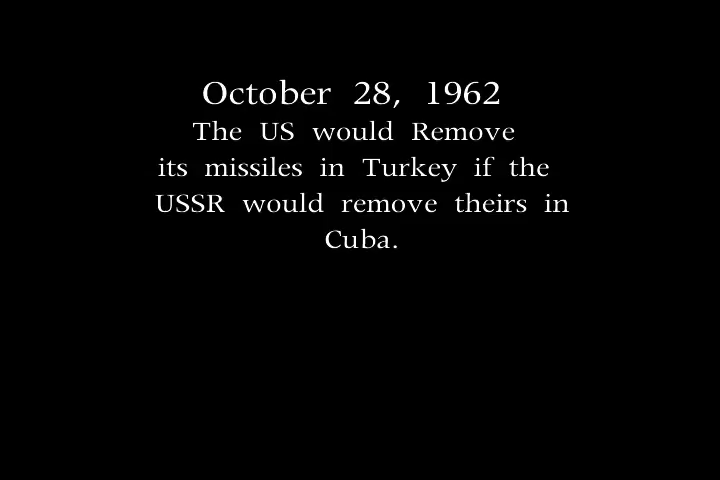 October 28, 1962
The US would Remove
its missiles in Turkey if the
USSR would remove theirs in
Cuba.